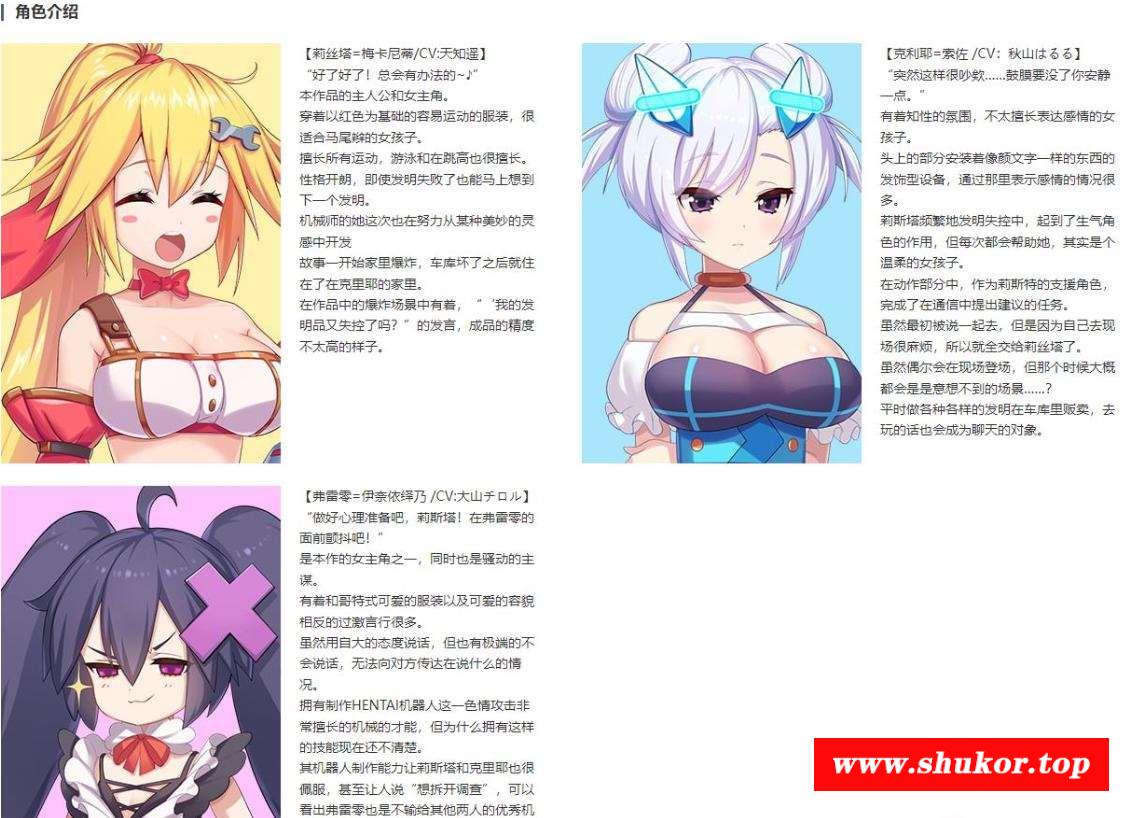 角色介绍
【莉丝塔=梅卡尼蒂/CV:天知遥】
“好了好了！总会有办法的~♪”
本作品的主人公和女主角。
穿着以红色为基础的容易运动的服装，很
适合马尾辫的女孩子。
擅长所有运动，游泳和在跳高也很擅长。
性格开朗，即使发明失败了也能马上想到
下一个发明。
机械师的她这次也在努力从某种美妙的灵
感中开发
故事一开始家里爆炸，车库坏了之后就住
在了在克里耶的家里。
在作品中的爆炸场景中有着，“‘我的发
明品又失控了吗？”的发言，成品的精度
不太高的样子。
【克利耶=索佐 /CV：秋山はるる】
“突然这样很吵欸……鼓膜要没了你安静
一点。”
有着知性的氛围，不太擅长表达感情的女
孩子。
头上的部分安装着像颜文字一样的东西的
发饰型设备，通过那里表示感情的情况很
多。
莉斯塔频繁地发明失控中，起到了生气角
色的作用，但每次都会帮助她，其实是个
温柔的女孩子。
在动作部分中，作为莉斯特的支援角色，
完成了在通信中提出建议的任务。
虽然最初被说一起去，但是因为自己去现
场很麻烦，所以就全交给莉丝塔了。
虽然偶尔会在现场登场，但那个时候大概
都会是是意想不到的场景……？
平时做各种各样的发明在车库里贩卖，去
玩的话也会成为聊天的对象。
【弗雷零=伊奈依绎乃 /CV:大山チロル】
“做好心理准备吧，莉斯塔！在弗雷零的
面前颤抖吧！”
是本作的女主角之一，同时也是骚动的主
谋。
有着和哥特式可爱的服装以及可爱的容貌
相反的过激言行很多。
虽然用自大的态度说话，但也有极端的不
会说话，无法向对方传达在说什么的情
况。
拥有制作HENTAI机器人这一色情攻击非
常擅长的机械的才能，但为什么拥有这样
的技能现在还不清楚。
其机器人制作能力让莉斯塔和克里耶也很
佩服，甚至让人说“想拆开调查”，可以
看出弗雷零也是不输给其他两人的优秀机
www.shukor.top